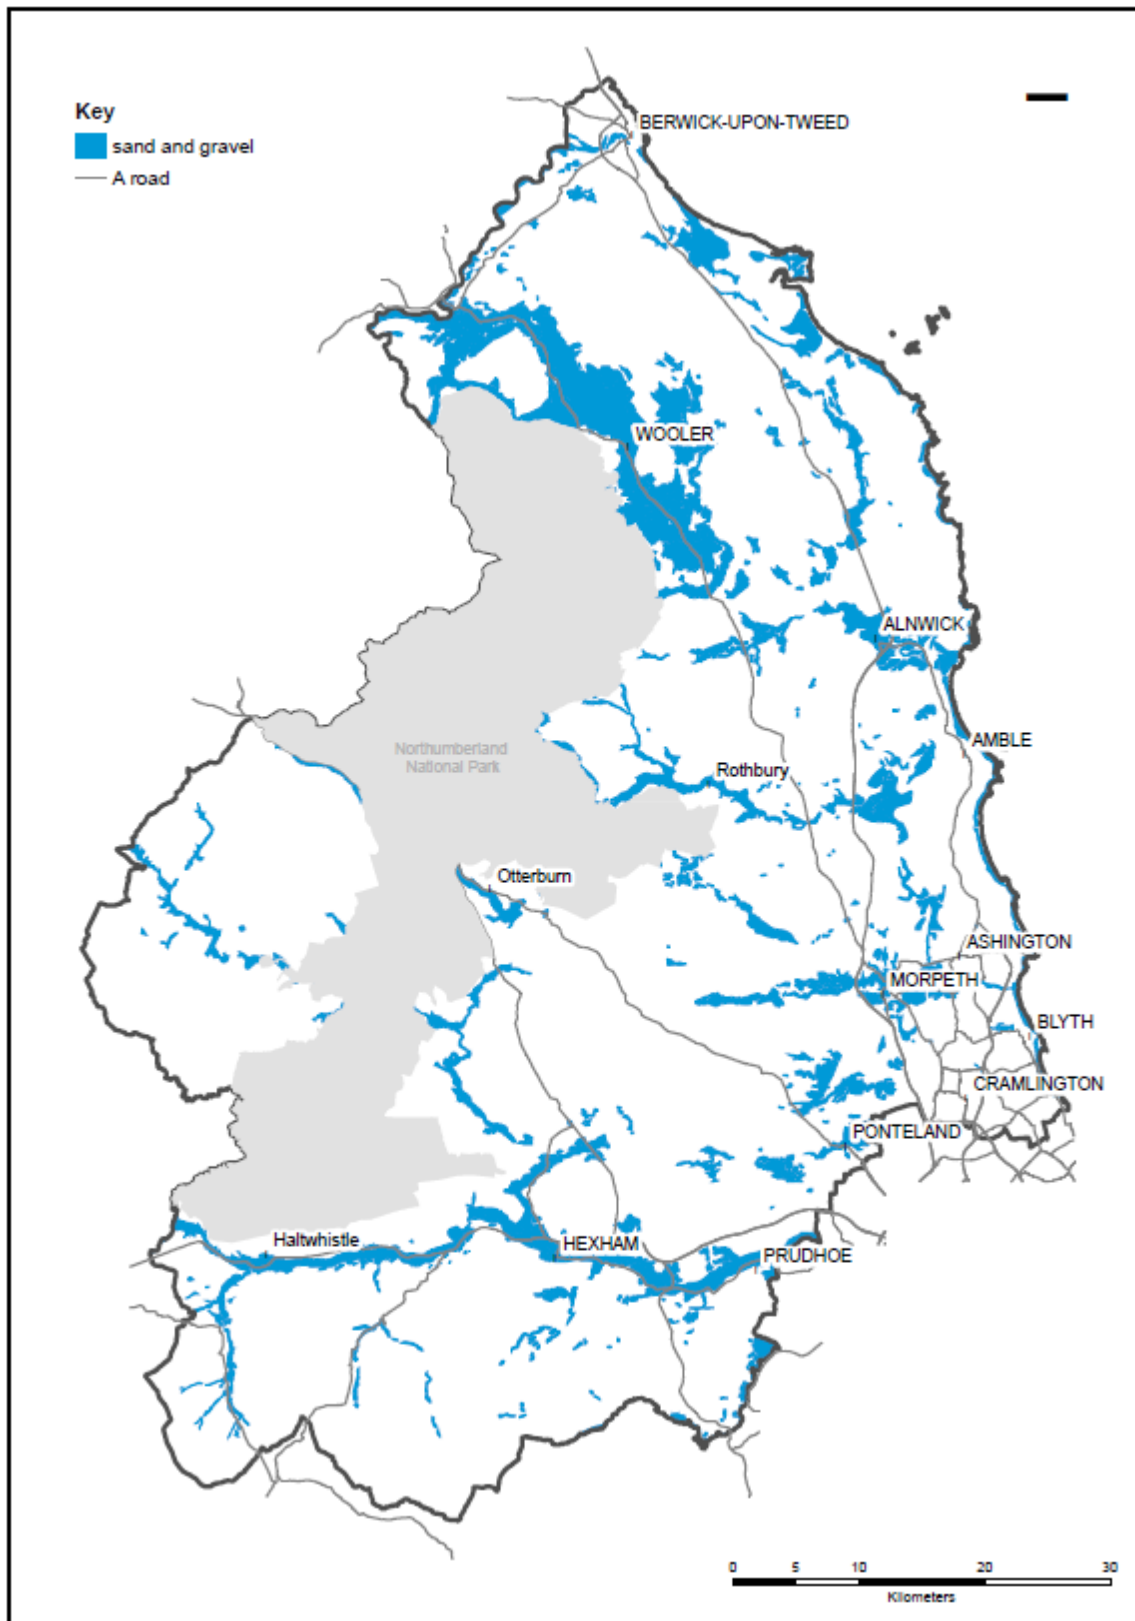 Key
sand and gravel
A road
BERWICK-UPON-TWEED
WOOLER
ALNWICK
Northumberland
National Park
AMBLE
Rothbury
Otterburn
ASHINGTON
MORPETH
BLYTH
CRAMLINGTON
PONTELAND
Haltwhistle
HEXHAM
PRUDHOE
0 5 10 20 30
Kilometers